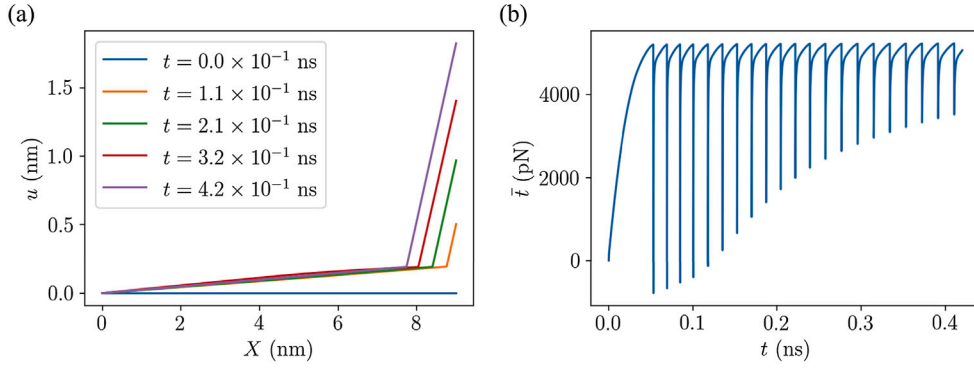 (a)
u (nm)
1.5
1.0
0.5
0.0
t = 0.0 × 10⁻¹ ns
t = 1.1 × 10⁻¹ ns
t = 2.1 × 10⁻¹ ns
t = 3.2 × 10⁻¹ ns
t = 4.2 × 10⁻¹ ns
0 2 4 6 8
X (nm)
(b)
t̄ (pN)
4000
2000
0
0.0 0.1 0.2 0.3 0.4
t (ns)